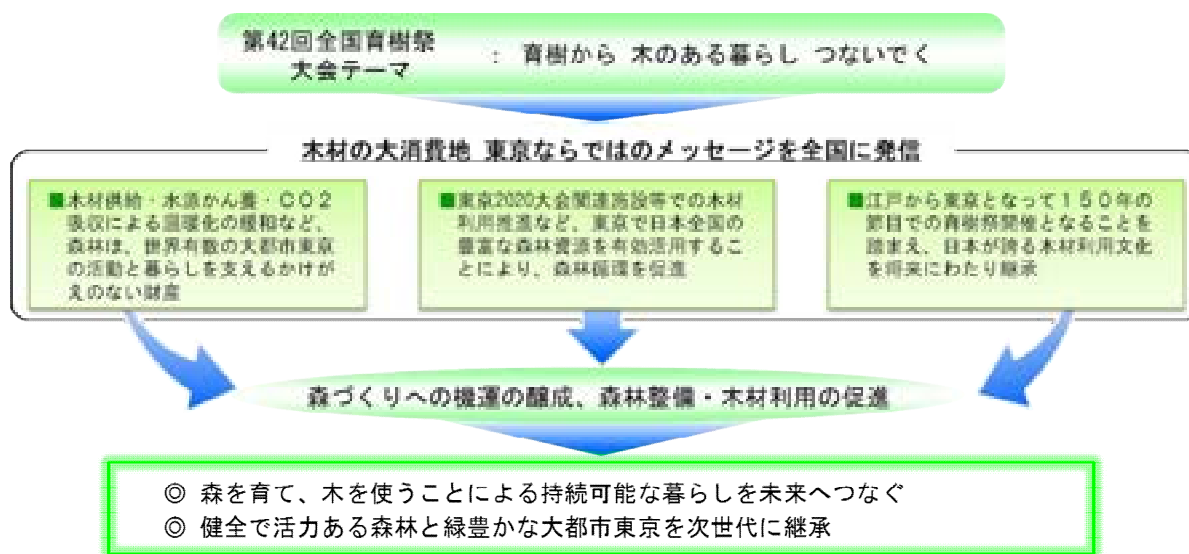 第42回全国育樹祭
大会テーマ
： 育樹から 木のある暮らし つないでく
木材の大消費地 東京ならではのメッセージを全国に発信
■木材供給・水源かん養・ＣＯ２
吸収による温暖化の緩和など、
森林は、世界有数の大都市東京
の活動と暮らしを支えるかけが
えのない財産
■東京2020大会関連施設等での木材
利用推進など、東京で日本全国の
豊富な森林資源を有効活用するこ
とにより、森林循環を促進
■江戸から東京となって１５０年の
節目での育樹祭開催となることを
踏まえ、日本が誇る木材利用文化
を将来にわたり継承
森づくりへの機運の醸成、森林整備・木材利用の促進
◎ 森を育て、木を使うことによる持続可能な暮らしを未来へつなぐ
◎ 健全で活力ある森林と緑豊かな大都市東京を次世代に継承